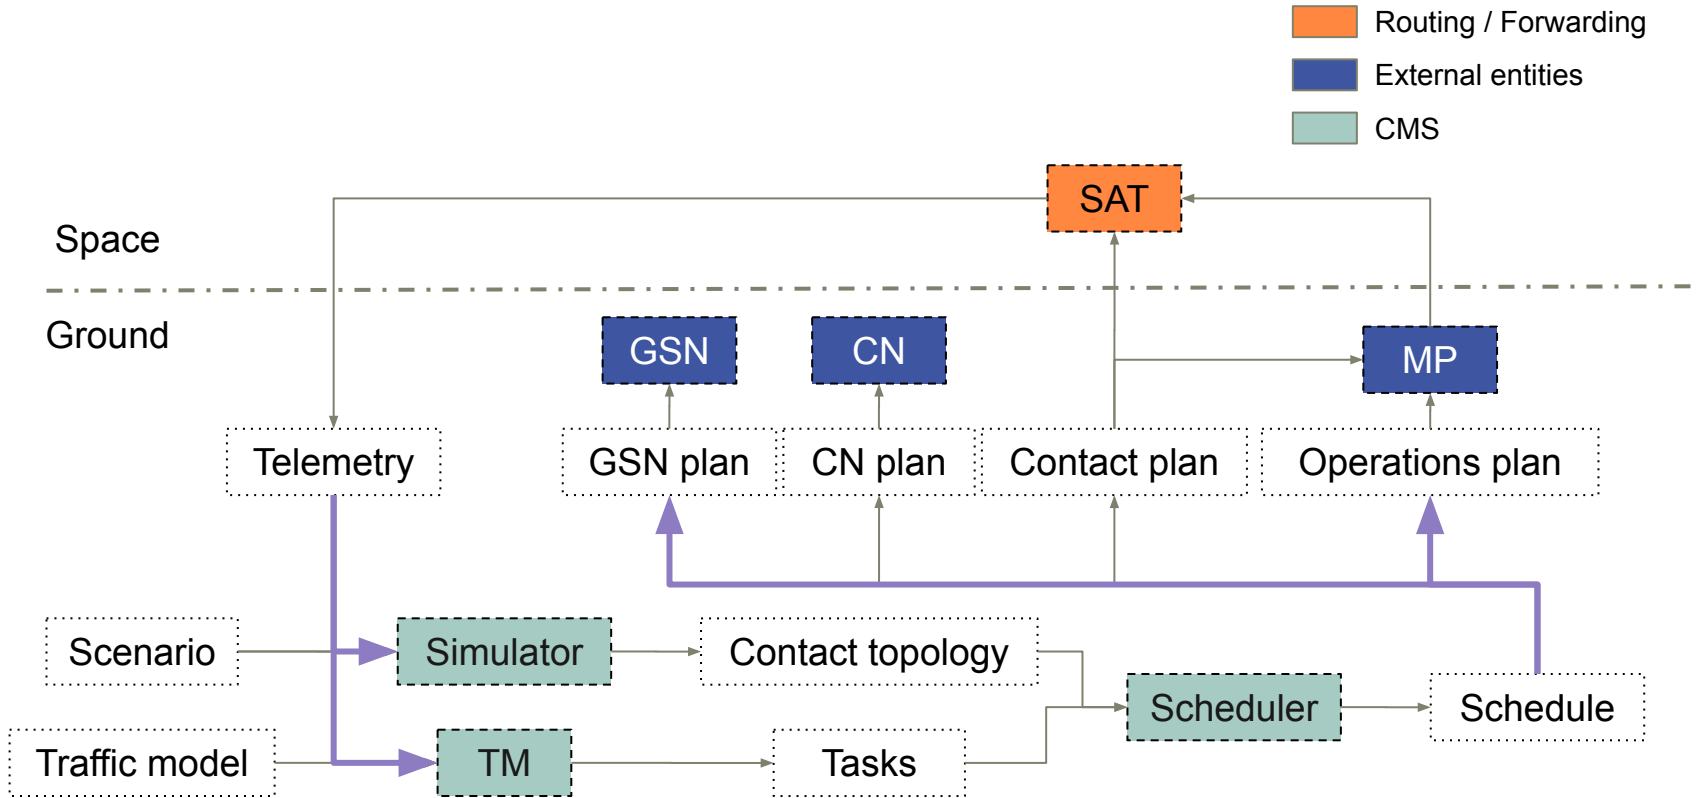 Routing / Forwarding
External entities
CMS
SAT
Space
Ground
GSN
CN
MP
Telemetry
GSN plan
CN plan
Contact plan
Operations plan
Scenario
Simulator
Contact topology
Scheduler
Schedule
Traffic model
TM
Tasks